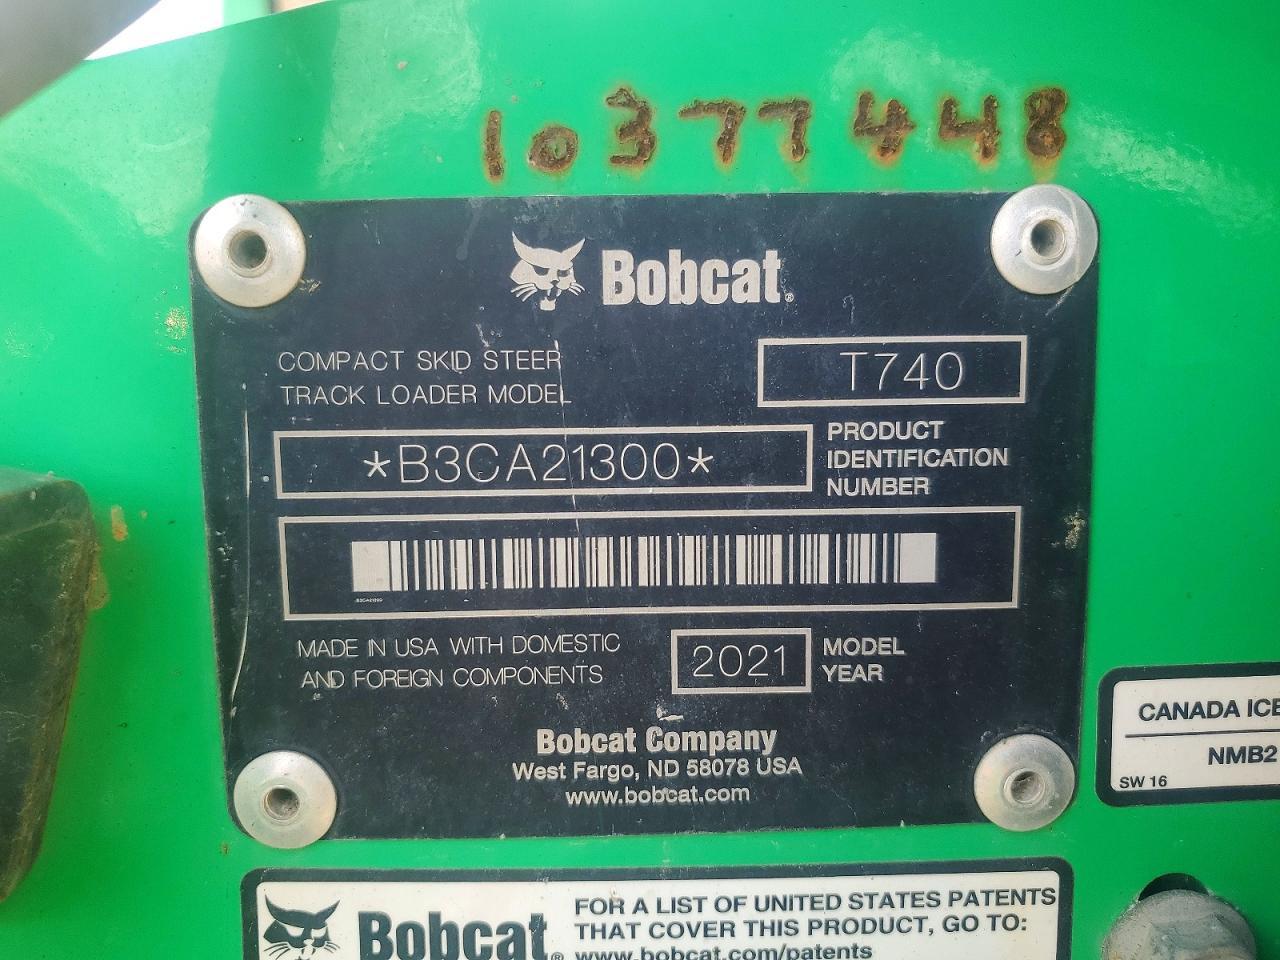 10377448
Bobcat®
COMPACT SKID STEER
TRACK LOADER MODEL
T740
*B3CA21300*
PRODUCT
IDENTIFICATION
NUMBER
MADE IN USA WITH DOMESTIC
AND FOREIGN COMPONENTS
2021
MODEL
YEAR
Bobcat Company
West Fargo, ND 58078 USA
www.bobcat.com
CANADA ICE
NMB2
SW 16
Bobcat®
FOR A LIST OF UNITED STATES PATENTS
THAT COVER THIS PRODUCT, GO TO:
www.bobcat.com/patents